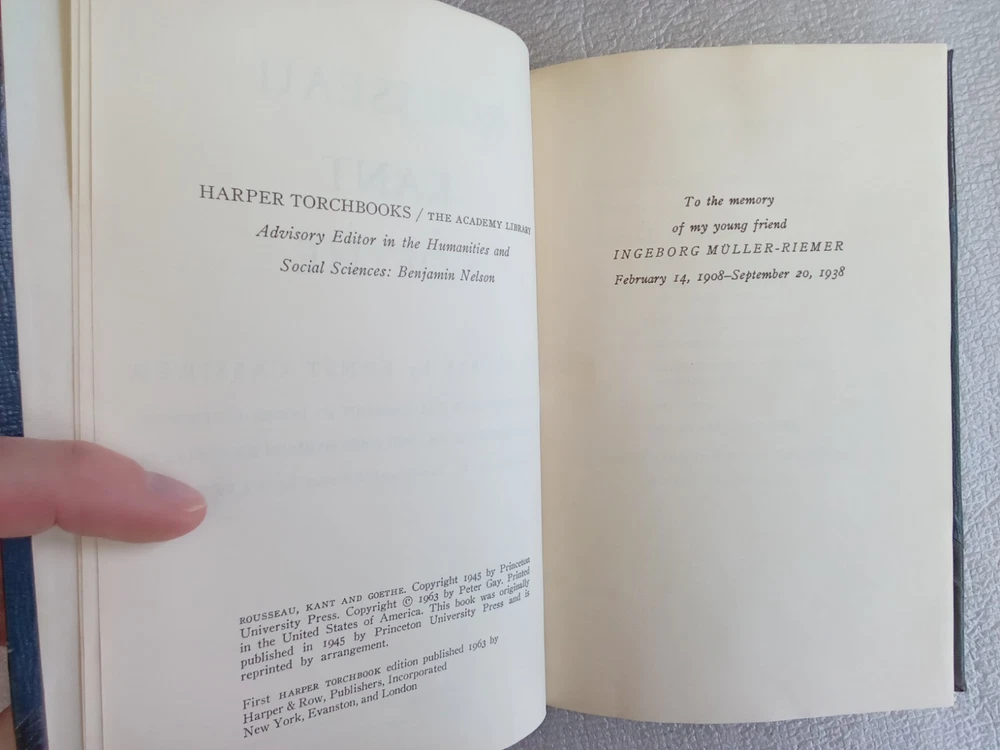 HARPER TORCHBOOKS / THE ACADEMY LIBRARY
Advisory Editor in the Humanities and
Social Sciences: Benjamin Nelson
ROUSSEAU, KANT AND GOETHE. Copyright 1945 by Princeton
University Press. Copyright © 1963 by Peter Gay. Printed
in the United States of America. This book was originally
published in 1945 by Princeton University Press and is
reprinted by arrangement.
First HARPER TORCHBOOK edition published 1963 by
Harper & Row, Publishers, Incorporated
New York, Evanston, and London
To the memory
of my young friend
INGEBORG MÜLLER-RIEMER
February 14, 1908–September 20, 1938